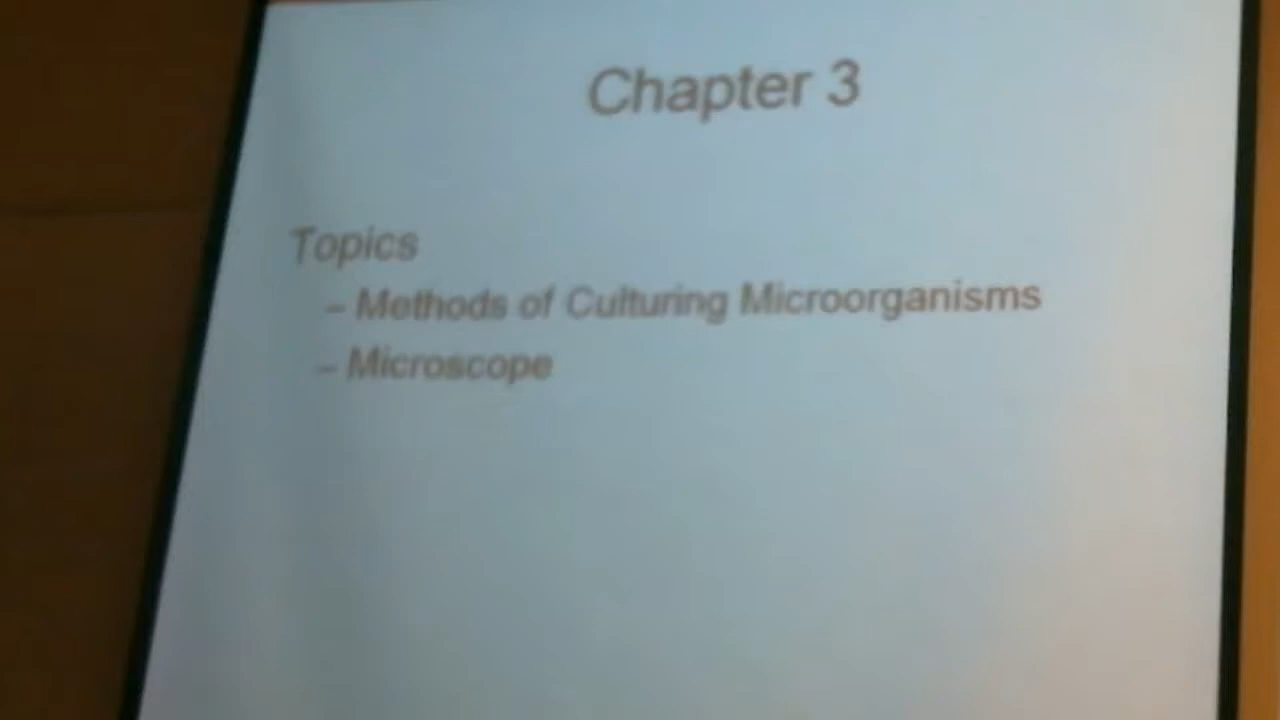 Chapter 3
Topics
– Methods of Culturing Microorganisms
– Microscope